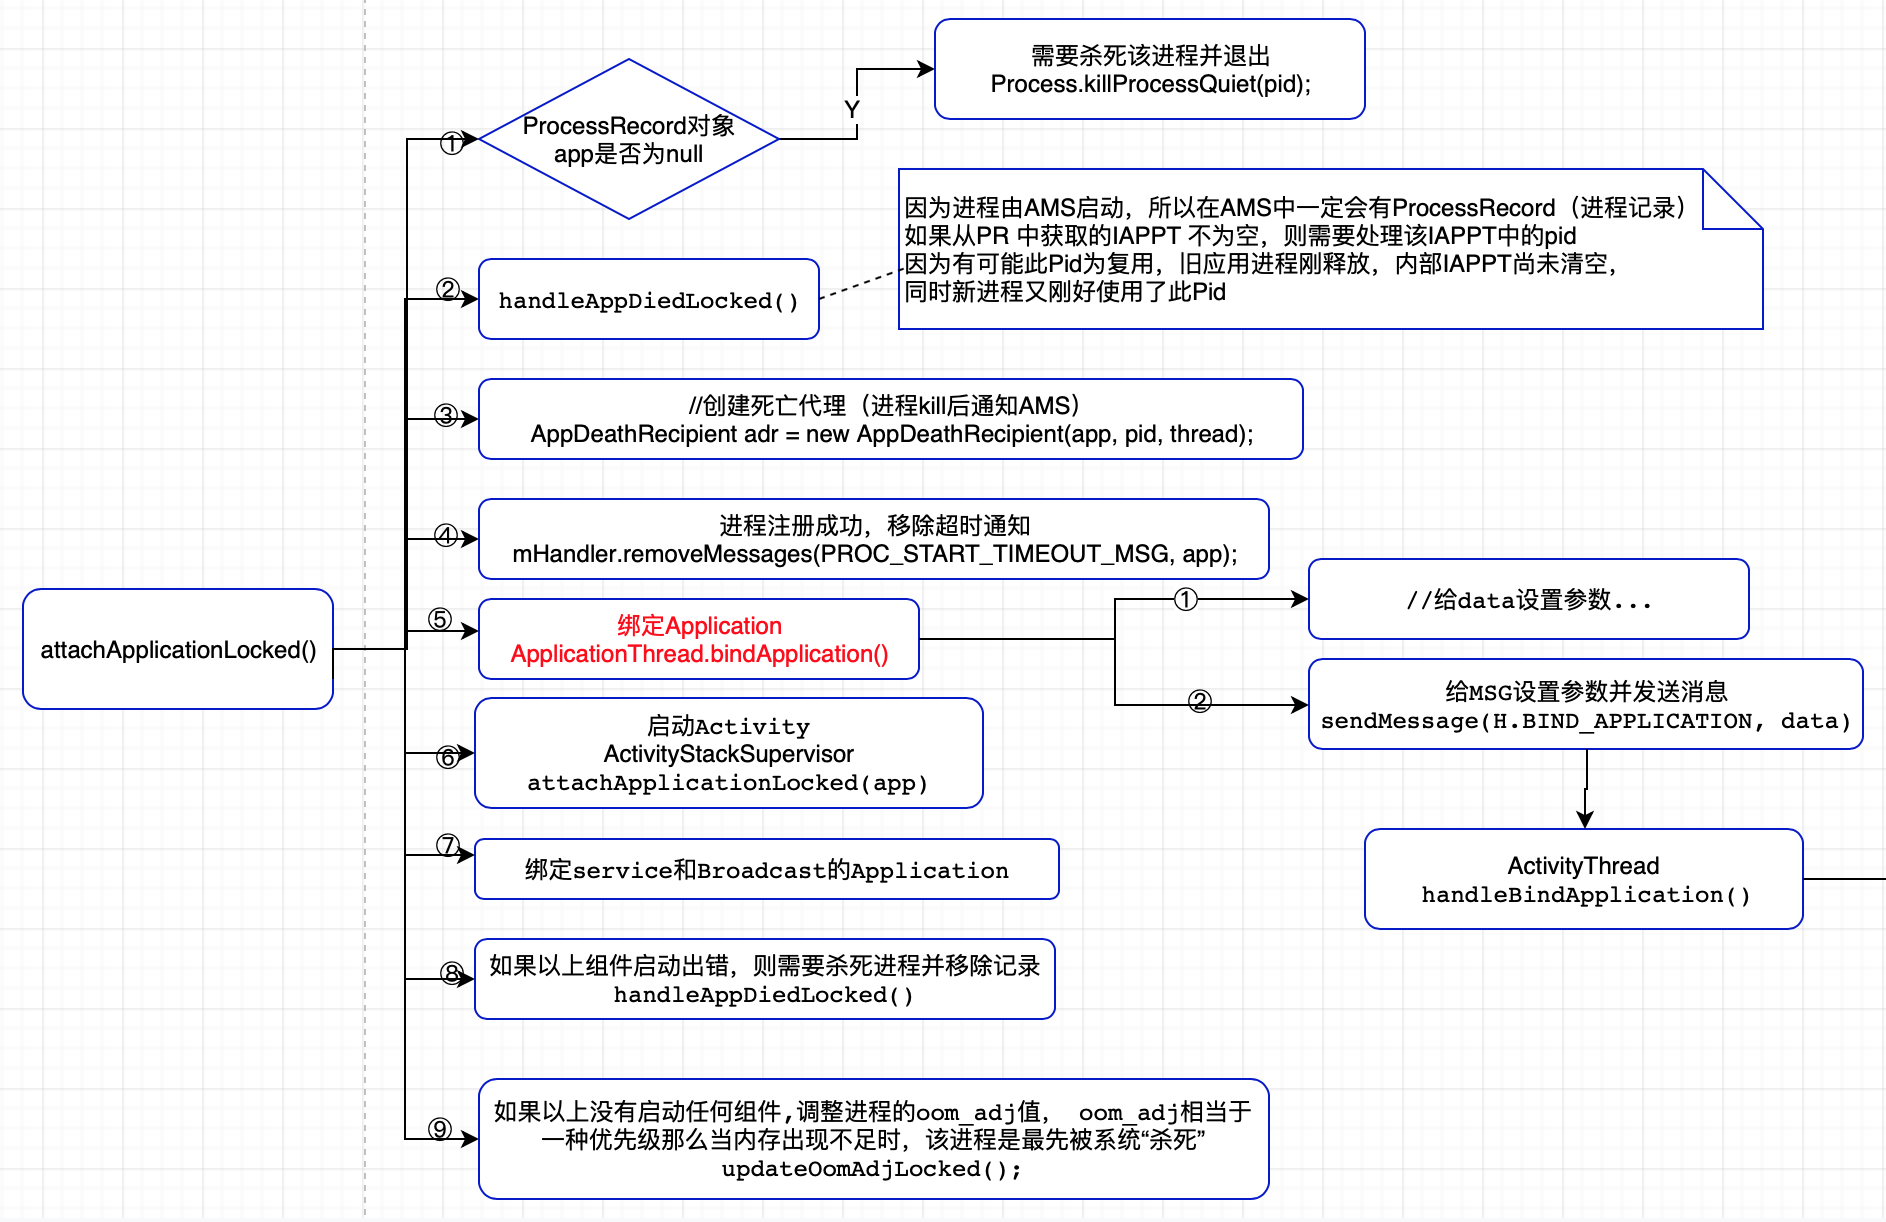 需要杀死该进程并退出
Process.killProcessQuiet(pid);
Y
①
ProcessRecord对象
app是否为null
因为进程由AMS启动，所以在AMS中一定会有ProcessRecord（进程记录）
如果从PR 中获取的IAPPT 不为空，则需要处理该IAPPT中的pid
因为有可能此Pid为复用，旧应用进程刚释放，内部IAPPT尚未清空，
同时新进程又刚好使用了此Pid
②
handleAppDiedLocked()
③
//创建死亡代理（进程kill后通知AMS）
AppDeathRecipient adr = new AppDeathRecipient(app, pid, thread);
④
进程注册成功，移除超时通知
mHandler.removeMessages(PROC_START_TIMEOUT_MSG, app);
attachApplicationLocked()
⑤
绑定Application
ApplicationThread.bindApplication()
①
//给data设置参数...
②
给MSG设置参数并发送消息
sendMessage(H.BIND_APPLICATION, data)
⑥
启动Activity
ActivityStackSupervisor
attachApplicationLocked(app)
⑦
绑定service和Broadcast的Application
ActivityThread
handleBindApplication()
⑧
如果以上组件启动出错，则需要杀死进程并移除记录
handleAppDiedLocked()
⑨
如果以上没有启动任何组件,调整进程的oom_adj值， oom_adj相当于
一种优先级那么当内存出现不足时，该进程是最先被系统“杀死”
updateOomAdjLocked();